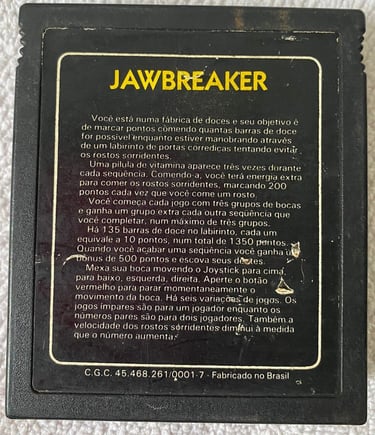 JAWBREAKER
Você está numa fábrica de doces e seu objetivo é
de marcar pontos comendo quantas barras de doce
for possível enquanto estiver manobrando através
de um labirinto de portas corrediças tentando evitar
os rostos sorridentes.
Uma pílula de vitamina aparece três vezes durante
cada seqüência. Comendo-a, você terá energia extra
para comer os rostos sorridentes, marcando 200
pontos cada vez que você come um rosto.
Você começa cada jogo com três grupos de bocas
e ganha um grupo extra cada outra seqüência que
você completar, num máximo de três grupos.
Há 135 barras de doce no labirinto, cada um
equivale a 10 pontos, num total de 1350 pontos.
Quando você acabar uma seqüência você ganha um
bônus de 500 pontos e escova seus dentes.
Mexa sua boca movendo o Joystick para cima,
para baixo, esquerda, direita. Aperte o botão
vermelho para parar momentaneamente o
movimento da boca. Há seis variações de jogos. Os
jogos ímpares são para um jogador enquanto os
números pares são para dois jogadores. Também a
velocidade dos rostos sorridentes diminui à medida
que o número aumenta.
C.G.C. 45.468.261/0001-7 - Fabricado no Brasil